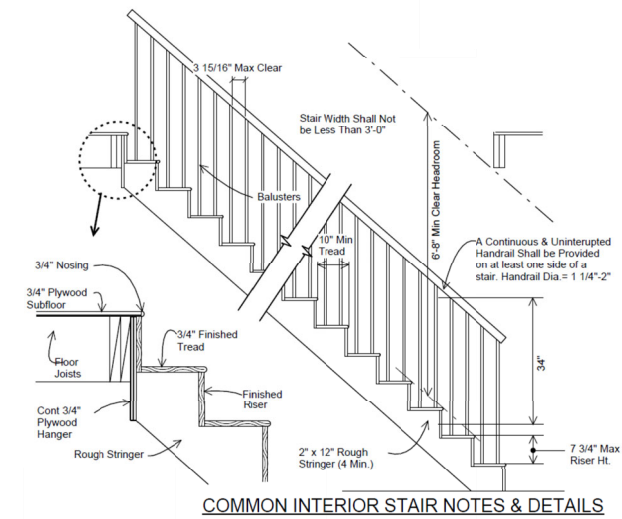 3 15/16" Max Clear
Stair Width Shall Not
be Less Than 3'-0"
6'-8" Min Clear Headroom
Balusters
10" Min
Tread
A Continuous & Uninterupted
Handrail Shall be Provided
on at least one side of a
stair. Handrail Dia.= 1 1/4"-2"
3/4" Nosing
3/4" Plywood
Subfloor
3/4" Finished
Tread
Floor
Joists
Finished
Riser
Cont 3/4"
Plywood
Hanger
Rough Stringer
34"
2" x 12" Rough
Stringer (4 Min.)
7 3/4" Max
Riser Ht.
COMMON INTERIOR STAIR NOTES & DETAILS